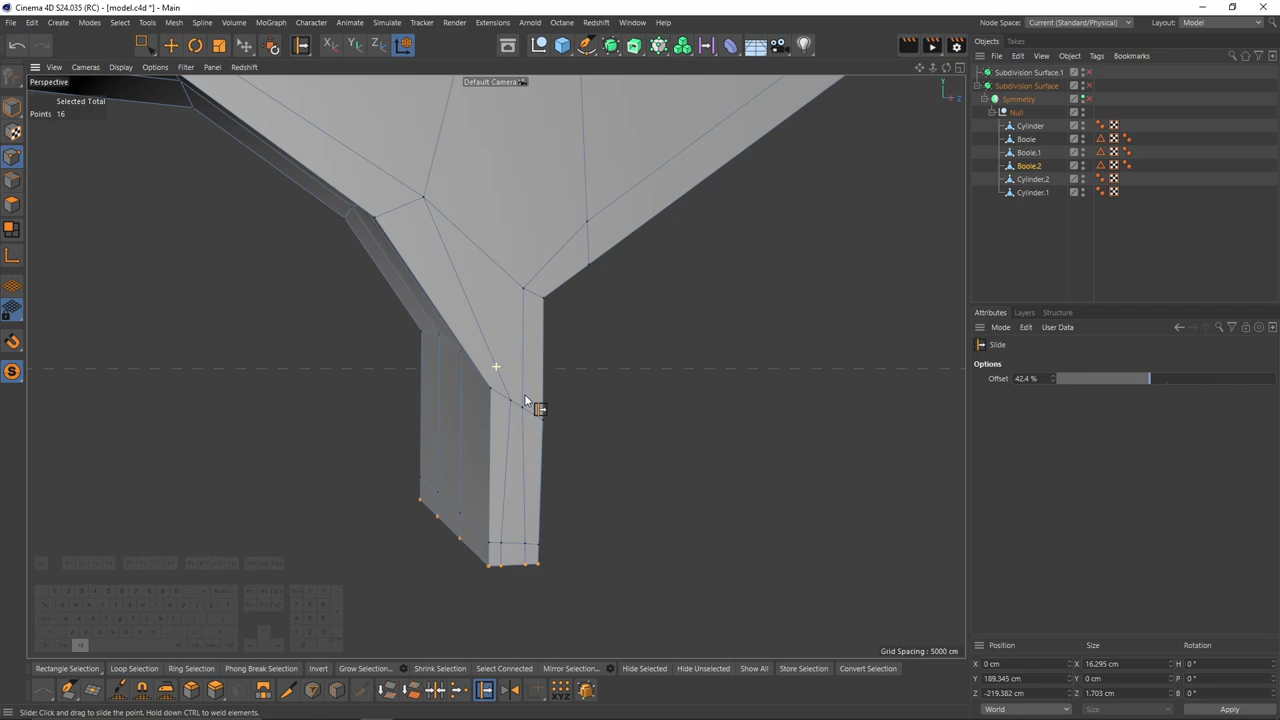 Cinema 4D S24.035 (RC) - [model.c4d *] - Main
File Edit Create Modes Select Tools Mesh Spline Volume MoGraph Character Animate Simulate Tracker Render Extensions Arnold Octane Redshift Window Help
Node Space: Current (Standard/Physical) Layout: Model
View Cameras Display Options Filter Panel Redshift
Perspective
Default Camera
Selected Total
Points 16
Y
Z
Grid Spacing : 5000 cm
Objects Takes
File Edit View Object Tags Bookmarks
Subdivision Surface.1
Subdivision Surface
Symmetry
Null
Cylinder
Boole
Boole.1
Boole.2
Cylinder.2
Cylinder.1
Attributes Layers Structure
Mode Edit User Data
Slide
Options
Offset 42.4 %
Position Size Rotation
X 0 cm X 16.295 cm H 0 °
Y 189.345 cm Y 0 cm P 0 °
Z -219.382 cm Z 1.703 cm B 0 °
World Size Apply
Rectangle Selection... Loop Selection Ring Selection Phong Break Selection Invert Grow Selection... Shrink Selection Select Connected Mirror Selection... Hide Selected Hide Unselected Show All Store Selection Convert Selection
Slide: Click and drag to slide the point. Hold down CTRL to weld elements.